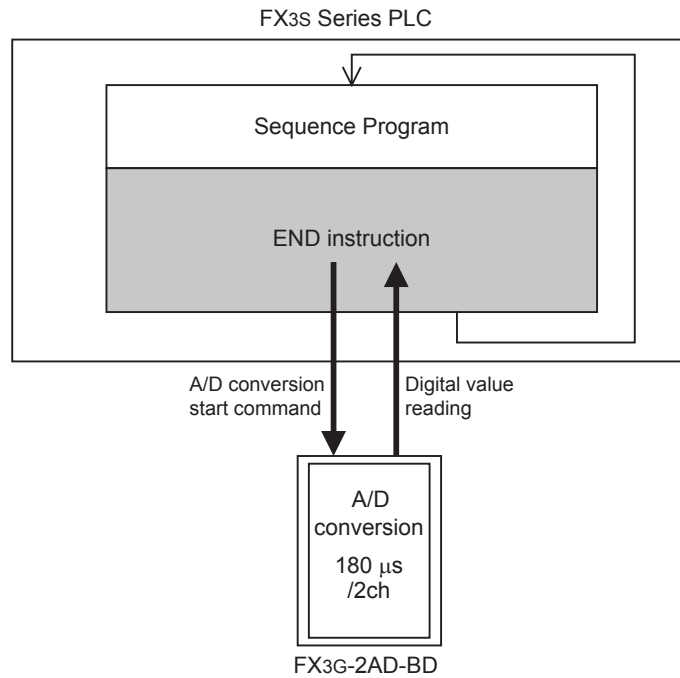 FX3S Series PLC
Sequence Program
END instruction
A/D conversion
start command
Digital value
reading
A/D
conversion
180 μs
/2ch
FX3G-2AD-BD